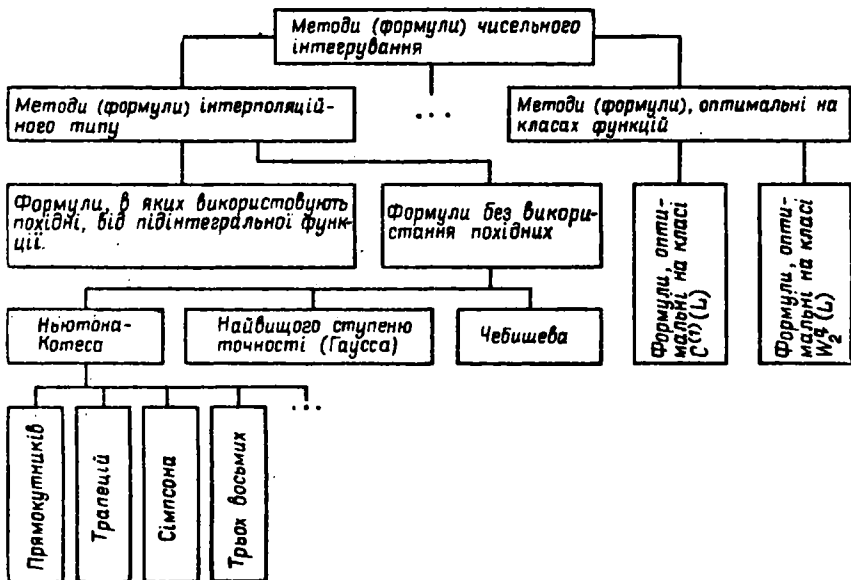 Методи (формули) чисельного
інтегрування
Методи (формули) інтерполяцій-
ного типу
...
Методи (формули), оптимальні на
класах функцій
Формули, в яких використовують
похідні, від підінтегральної функ-
ції.
Формули без викори-
стання похідних
Формули, опти-
мальні на класі
C^(1)(L)
Формули, опти-
мальні на класі
W_2^q(L)
Ньютона-
Котеса
Найвищого ступеню
точності (Гаусса)
Чебишева
...
Прямокутників
Трапецій
Сімпсона
Трьох восьмих